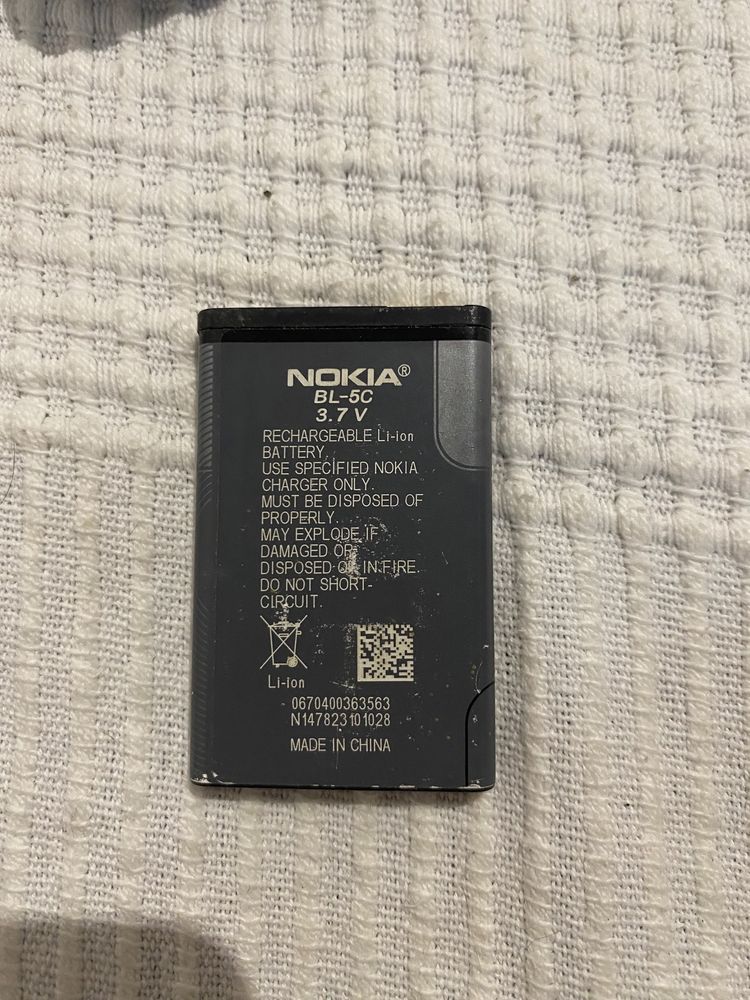 NOKIA®
BL-5C
3.7 V
RECHARGEABLE Li-ion
BATTERY.
USE SPECIFIED NOKIA
CHARGER ONLY.
MUST BE DISPOSED OF
PROPERLY.
MAY EXPLODE IF
DAMAGED OR
DISPOSED OF IN FIRE.
DO NOT SHORT-
CIRCUIT.
Li-ion
0670400363563
N147823101028
MADE IN CHINA